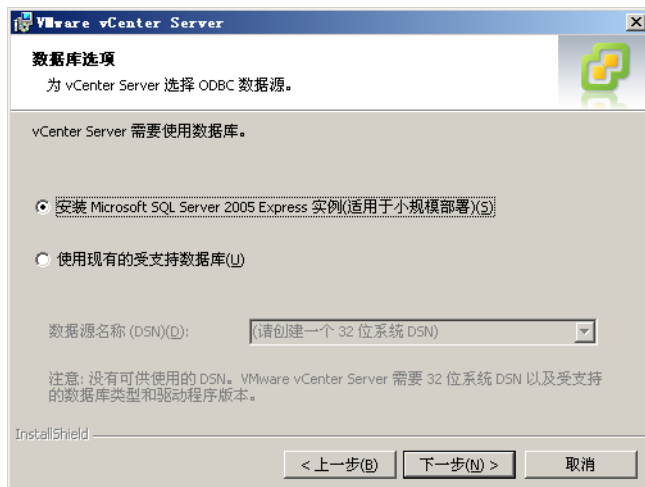 VMware vCenter Server
数据库选项
为 vCenter Server 选择 ODBC 数据源。
vCenter Server 需要使用数据库。
安装 Microsoft SQL Server 2005 Express 实例(适用于小规模部署)(S)
使用现有的受支持数据库(U)
数据源名称 (DSN)(D): (请创建一个 32 位系统 DSN)
注意: 没有可供使用的 DSN。VMware vCenter Server 需要 32 位系统 DSN 以及受支持
的数据库类型和驱动程序版本。
InstallShield
< 上一步(B) 下一步(N) > 取消